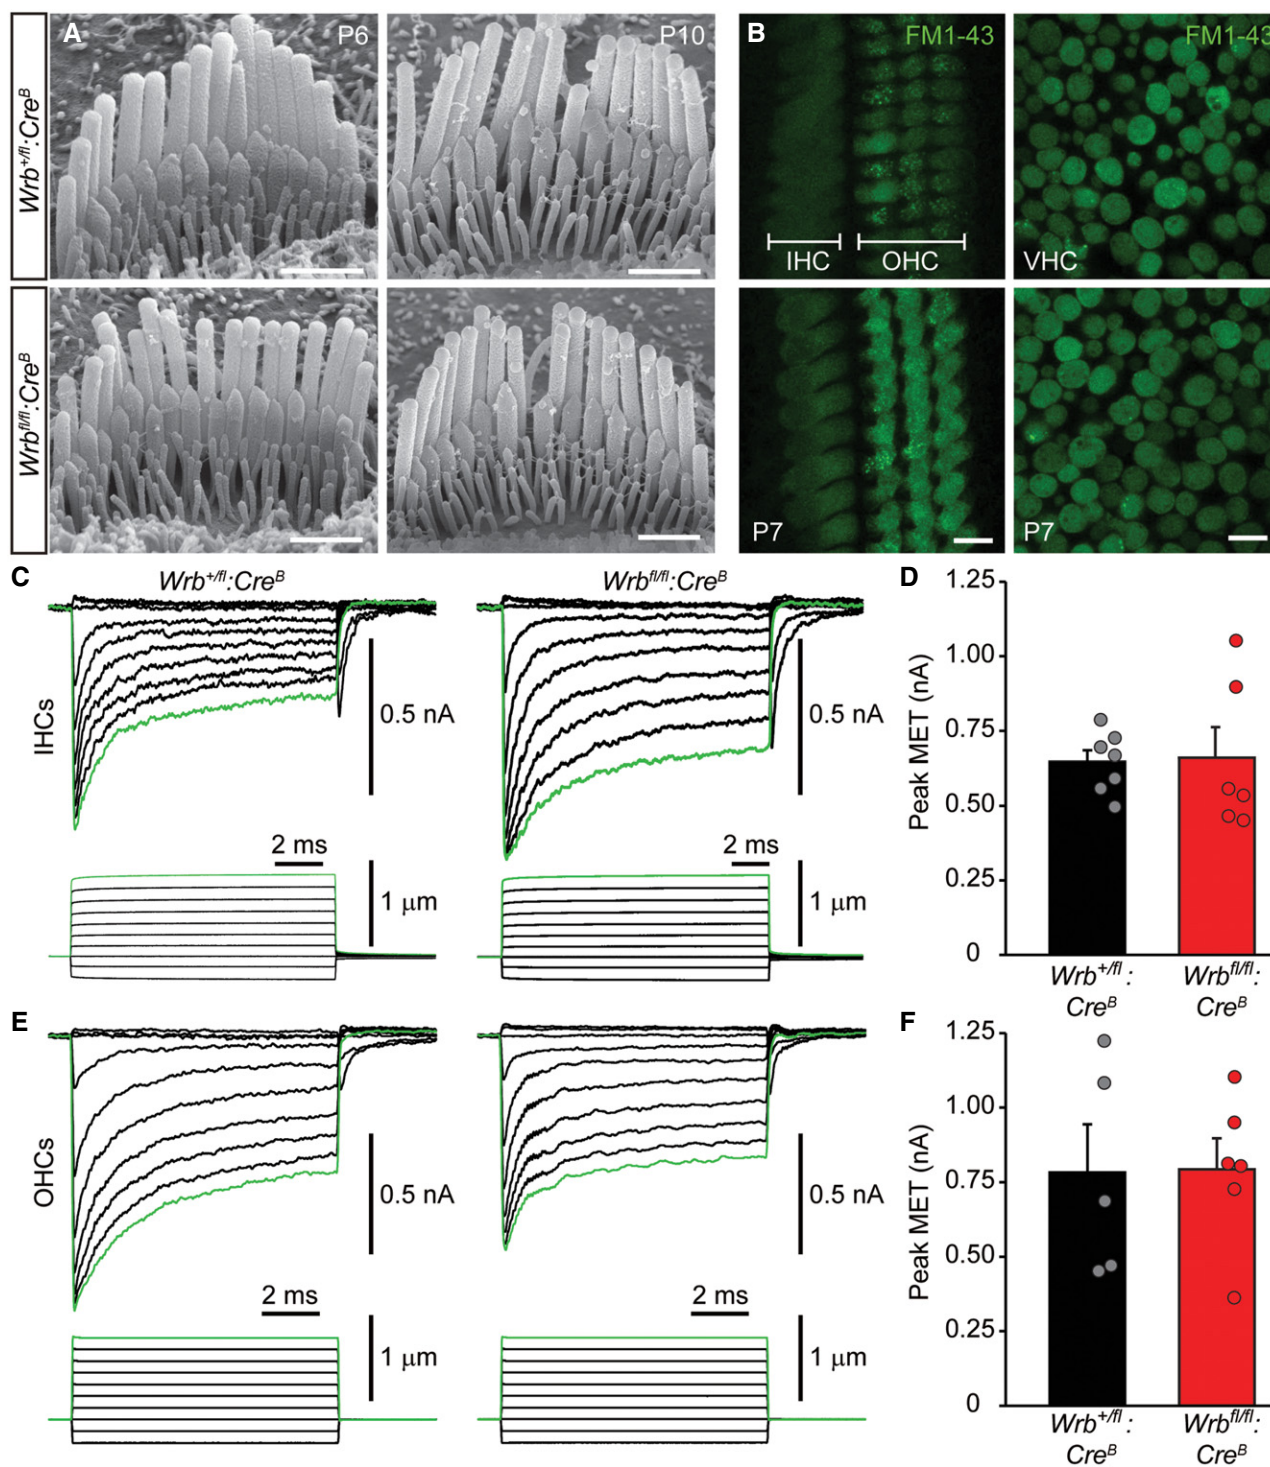 A
P6
P10
Wrb+/fl:CreB
Wrbfl/fl:CreB
B
FM1-43
FM1-43
IHC
OHC
VHC
P7
P7
C
Wrb+/fl:CreB
Wrbfl/fl:CreB
IHCs
0.5 nA
0.5 nA
2 ms
2 ms
1 μm
1 μm
D
Peak MET (nA)
1.25
1.00
0.75
0.50
0.25
0
Wrb+/fl:
CreB
Wrbfl/fl:
CreB
E
OHCs
0.5 nA
0.5 nA
2 ms
2 ms
1 μm
1 μm
F
Peak MET (nA)
1.25
1.00
0.75
0.50
0.25
0
Wrb+/fl:
CreB
Wrbfl/fl:
CreB